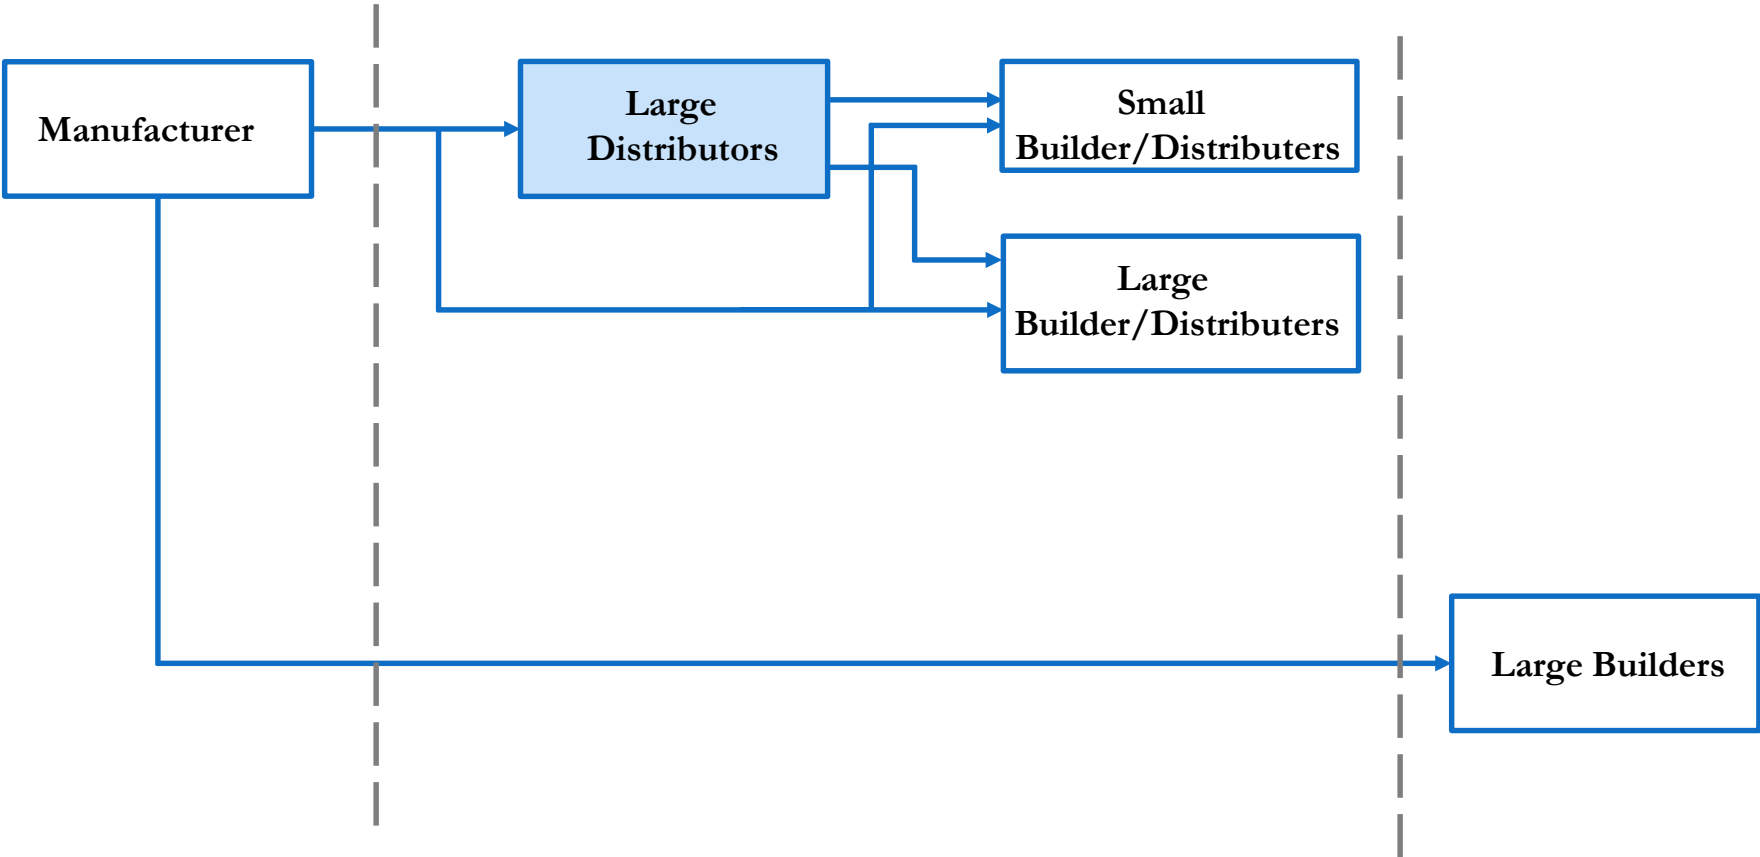 Manufacturer
Large
Distributors
Small
Builder/Distributers
Large
Builder/Distributers
Large Builders